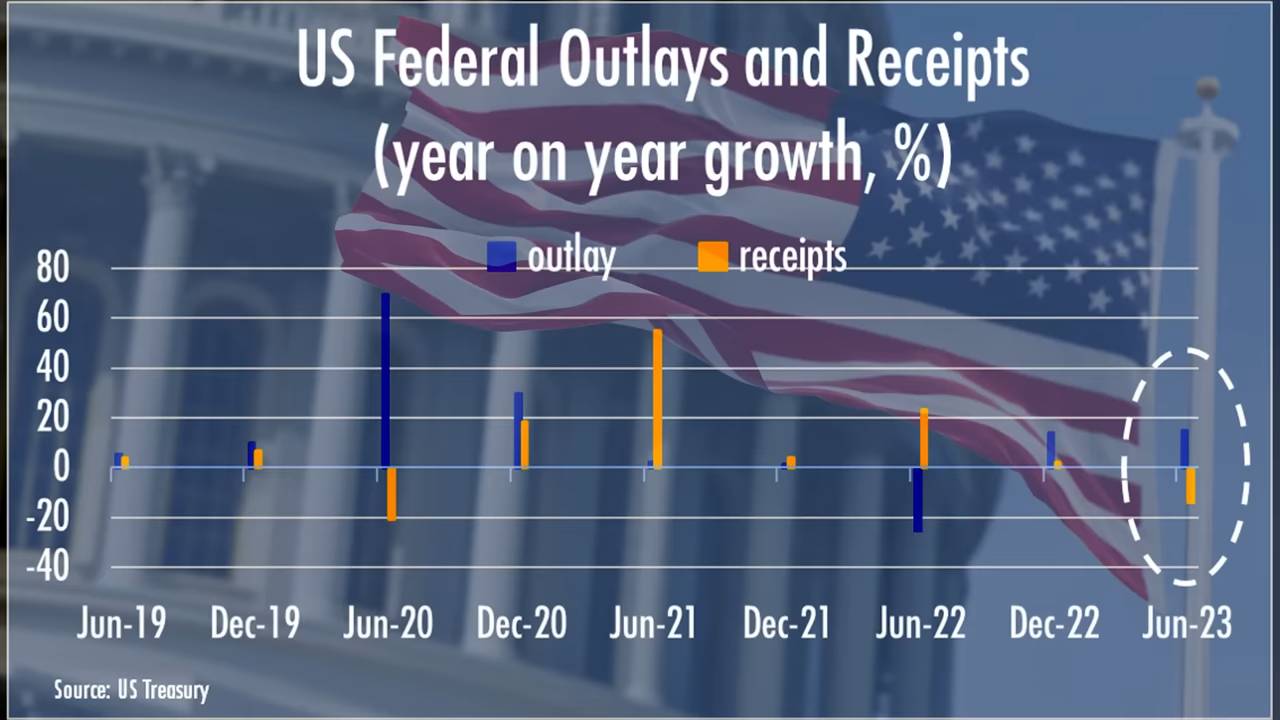 US Federal Outlays and Receipts
(year on year growth, %)
outlay receipts
80
60
40
20
0
-20
-40
Jun-19 Dec-19 Jun-20 Dec-20 Jun-21 Dec-21 Jun-22 Dec-22 Jun-23
Source: US Treasury